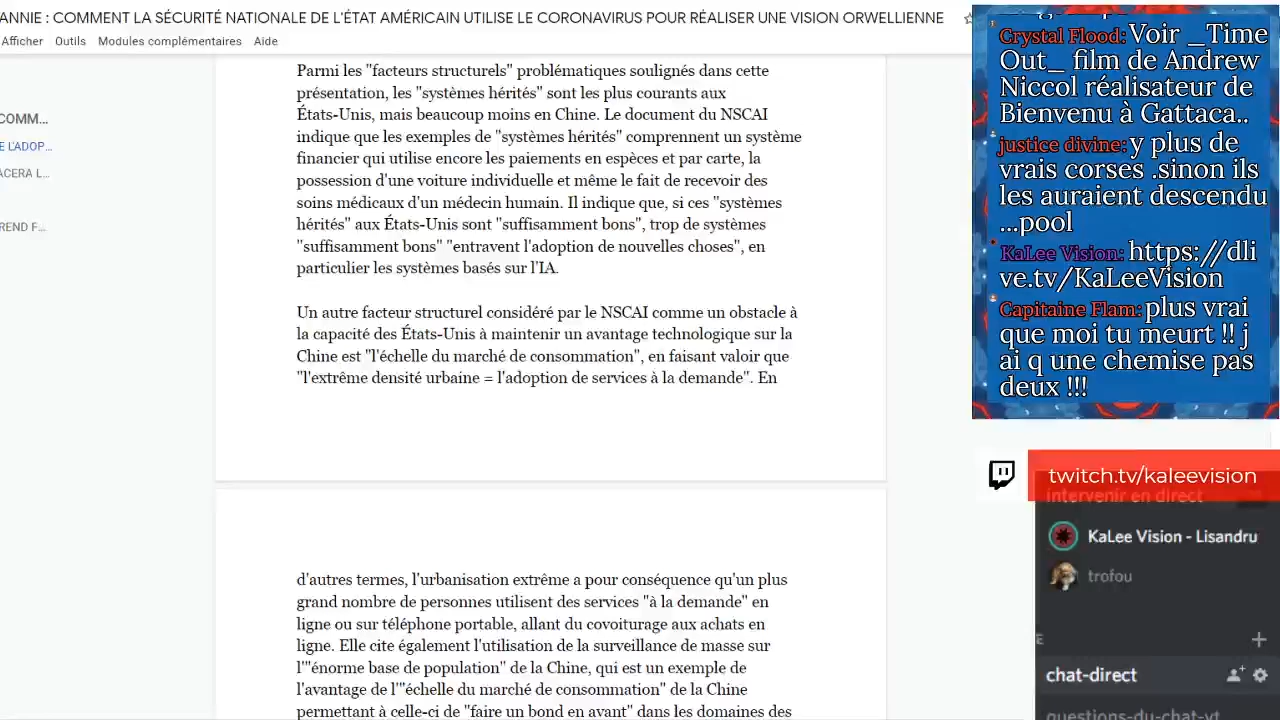 ANNIE : COMMENT LA SÉCURITÉ NATIONALE DE L'ÉTAT AMÉRICAIN UTILISE LE CORONAVIRUS POUR RÉALISER UNE VISION ORWELLIENNE
Afficher Outils Modules complémentaires Aide
COMM...
E L'ADOP...
ACERA L...
REND F...
Parmi les "facteurs structurels" problématiques soulignés dans cette
présentation, les "systèmes hérités" sont les plus courants aux
États-Unis, mais beaucoup moins en Chine. Le document du NSCAI
indique que les exemples de "systèmes hérités" comprennent un système
financier qui utilise encore les paiements en espèces et par carte, la
possession d'une voiture individuelle et même le fait de recevoir des
soins médicaux d'un médecin humain. Il indique que, si ces "systèmes
hérités" aux États-Unis sont "suffisamment bons", trop de systèmes
"suffisamment bons" "entravent l'adoption de nouvelles choses", en
particulier les systèmes basés sur l'IA.
Un autre facteur structurel considéré par le NSCAI comme un obstacle à
la capacité des États-Unis à maintenir un avantage technologique sur la
Chine est "l'échelle du marché de consommation", en faisant valoir que
"l'extrême densité urbaine = l'adoption de services à la demande". En
d'autres termes, l'urbanisation extrême a pour conséquence qu'un plus
grand nombre de personnes utilisent des services "à la demande" en
ligne ou sur téléphone portable, allant du covoiturage aux achats en
ligne. Elle cite également l'utilisation de la surveillance de masse sur
l'"énorme base de population" de la Chine, qui est un exemple de
l'avantage de l'"échelle du marché de consommation" de la Chine
permettant à celle-ci de "faire un bond en avant" dans les domaines des
Crystal Flood: Voir _Time
Out_ film de Andrew
Niccol réalisateur de
Bienvenu à Gattaca..
justice divine: y plus de
vrais corses .sinon ils
les auraient descendu
...pool
KaLee Vision: https://dli
ve.tv/KaLeeVision
Capitaine Flam: plus vrai
que moi tu meurt !! j
ai q une chemise pas
deux !!!
twitch.tv/kaleevision
intervenir en direct
KaLee Vision - Lisandru
trofou
E
chat-direct
questions-du-chat-yt